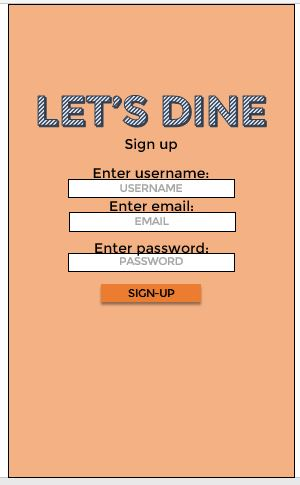 LET'S DINE
Sign up
Enter username:
USERNAME
Enter email:
EMAIL
Enter password:
PASSWORD
SIGN-UP